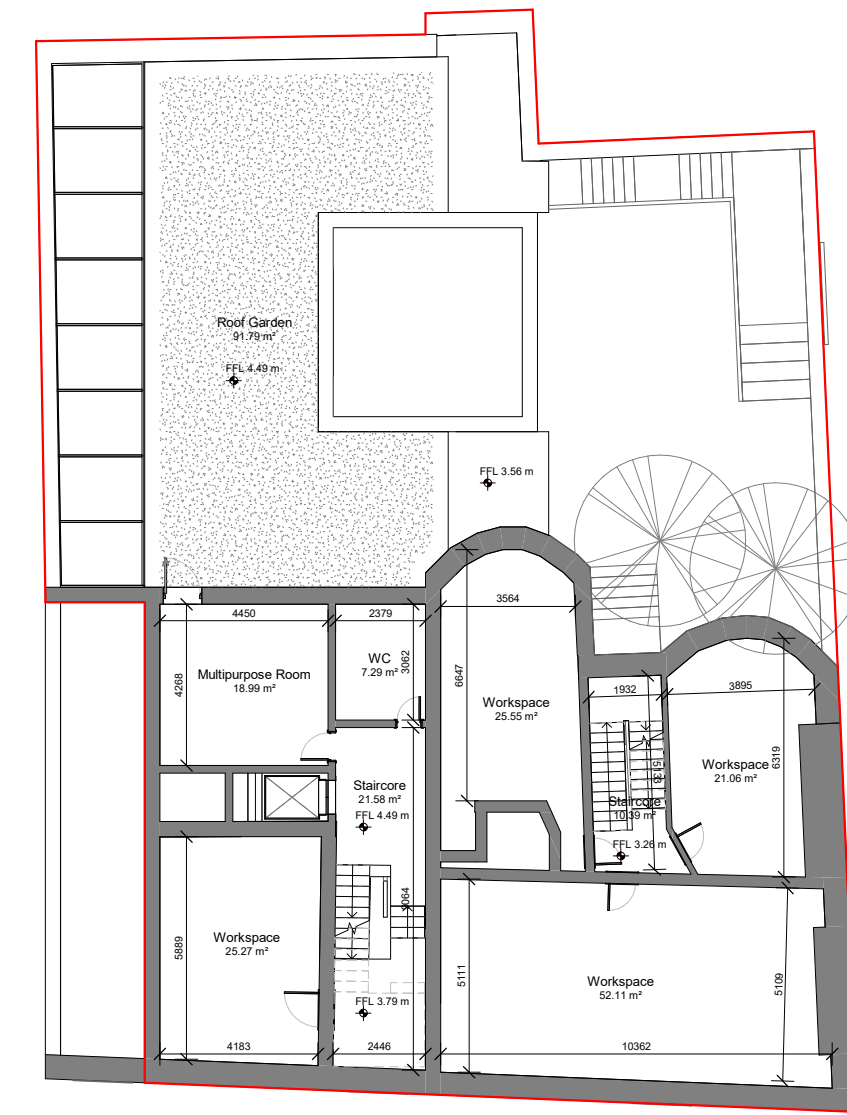 Roof Garden
91.79 m²
FFL 4.49 m
FFL 3.56 m
4450
2379
3564
4268
Multipurpose Room
18.99 m²
WC
7.29 m²
3062
6647
Workspace
25.55 m²
1932
3895
5133
6319
Workspace
21.06 m²
Staircore
21.58 m²
FFL 4.49 m
Staircore
10.39 m²
FFL 3.26 m
9064
5889
Workspace
25.27 m²
5111
Workspace
52.11 m²
5109
FFL 3.79 m
4183
2446
10362